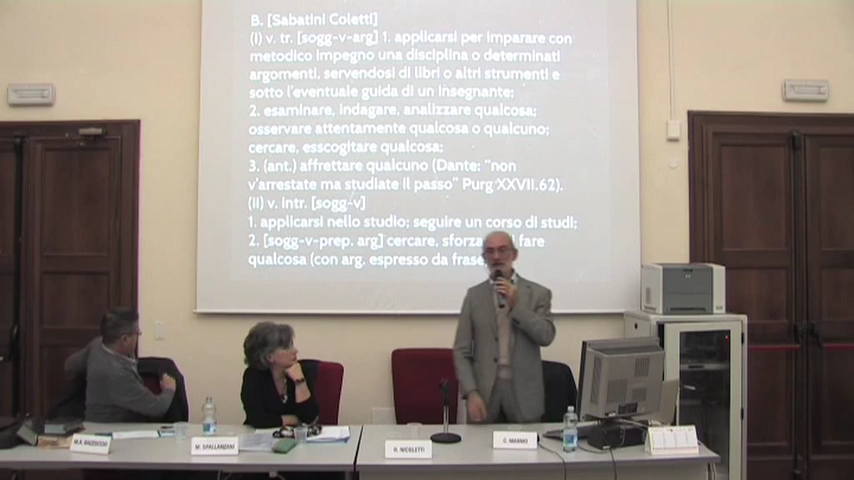 B. [Sabatini Coletti]
(i) v. tr. [sogg-v-arg] 1. applicarsi per imparare con
metodico impegno una disciplina o determinati
argomenti, servendosi di libri o altri strumenti e
sotto l'eventuale guida di un insegnante;
2. esaminare, indagare, analizzare qualcosa;
osservare attentamente qualcosa o qualcuno;
cercare, esscogitare qualcosa;
3. (ant.) affrettare qualcuno (Dante: "non
v'arrestate ma studiate il passo" Purg XXVII.62).
(ii) v. intr. [sogg-v]
1. applicarsi nello studio; seguire un corso di studi;
2. [sogg-v-prep. arg] cercare, fare
qualcosa (con arg. espresso da frase
M. SPALLANZANI
R. NICOLETTI
C. MARMO